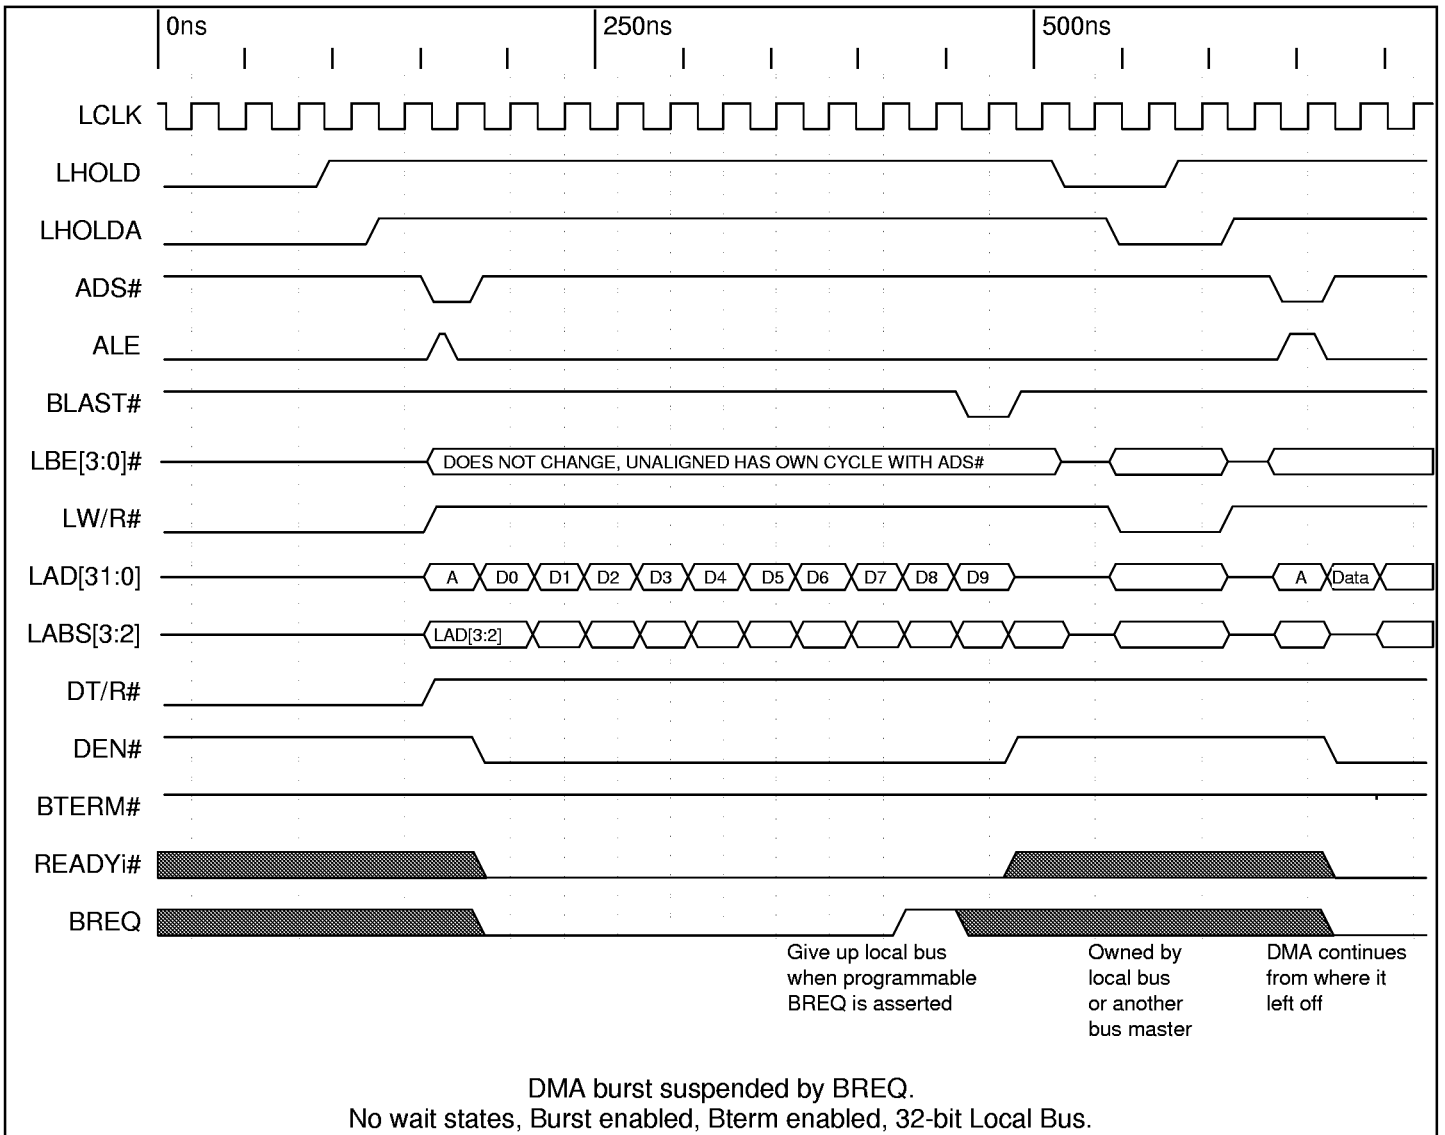 0ns 250ns 500ns
LCLK
LHOLD
LHOLDA
ADS#
ALE
BLAST#
LBE[3:0]# DOES NOT CHANGE, UNALIGNED HAS OWN CYCLE WITH ADS#
LW/R#
LAD[31:0] A D0 D1 D2 D3 D4 D5 D6 D7 D8 D9 A Data
LABS[3:2] LAD[3:2]
DT/R#
DEN#
BTERM#
READYi#
BREQ
Give up local bus
when programmable
BREQ is asserted
Owned by
local bus
or another
bus master
DMA continues
from where it
left off
DMA burst suspended by BREQ.
No wait states, Burst enabled, Bterm enabled, 32-bit Local Bus.